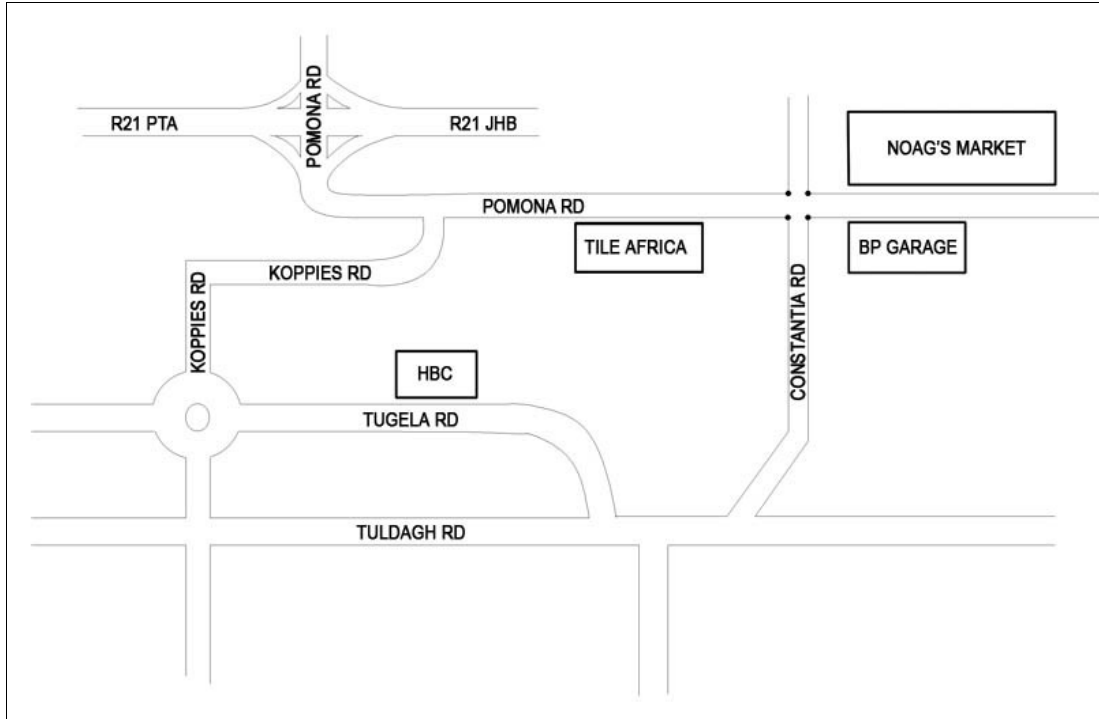 POMONA RD
R21 PTA
R21 JHB
NOAG'S MARKET
POMONA RD
TILE AFRICA
BP GARAGE
KOPPIES RD
KOPPIES RD
CONSTANTIA RD
HBC
TUGELA RD
TULDAGH RD